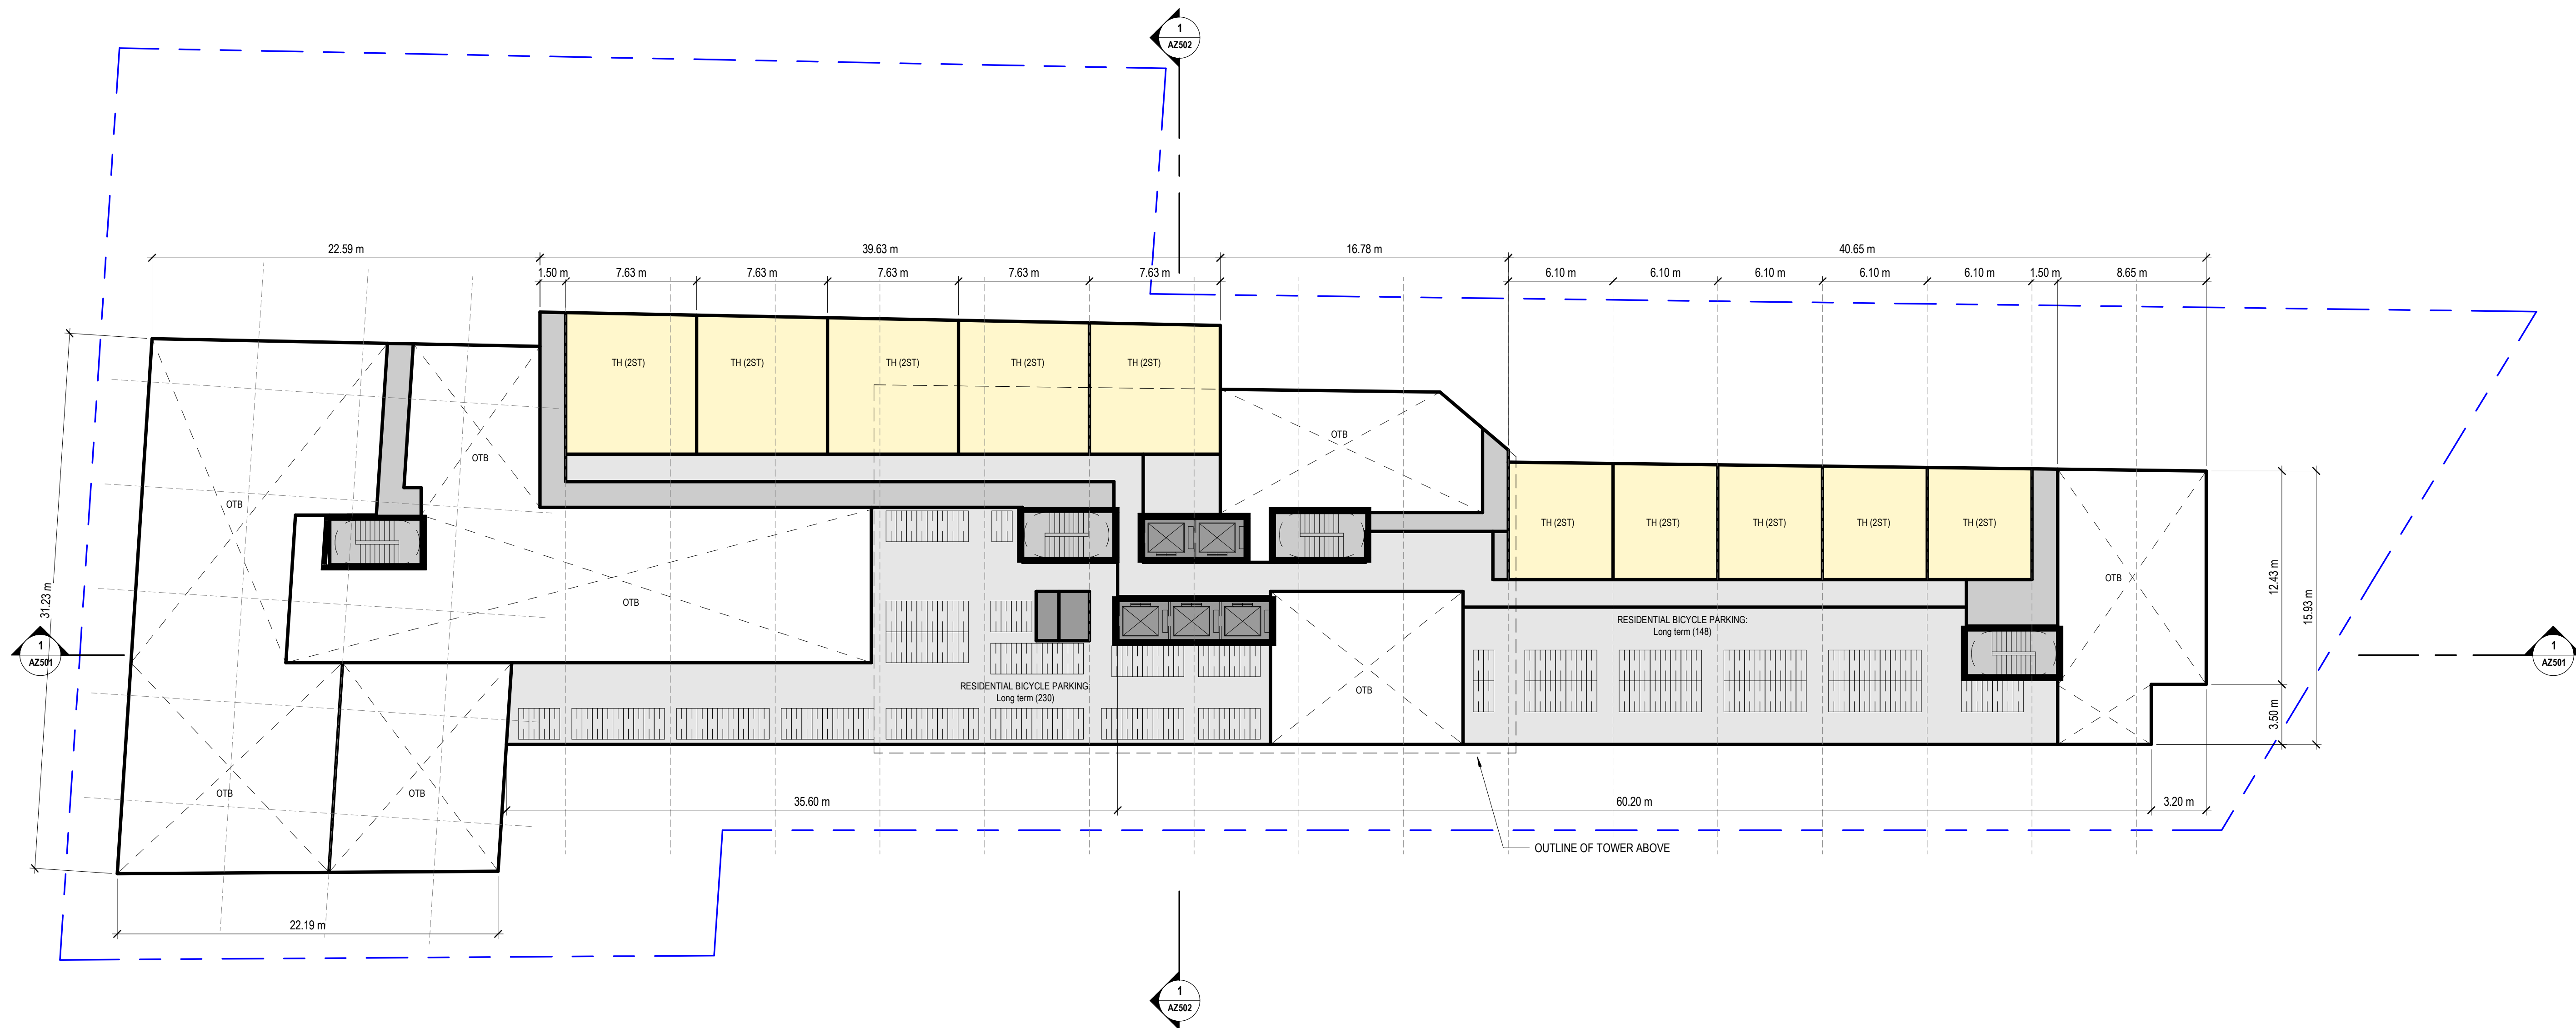 1
AZ502
22.59 m
39.63 m
16.78 m
40.65 m
1.50 m
7.63 m
7.63 m
7.63 m
7.63 m
7.63 m
6.10 m
6.10 m
6.10 m
6.10 m
6.10 m
1.50 m
8.65 m
TH (2ST)
TH (2ST)
TH (2ST)
TH (2ST)
TH (2ST)
OTB
OTB
OTB
TH (2ST)
TH (2ST)
TH (2ST)
TH (2ST)
TH (2ST)
OTB
OTB
31.23 m
12.43 m
15.93 m
3.50 m
RESIDENTIAL BICYCLE PARKING:
Long term (148)
1
AZ501
1
AZ501
RESIDENTIAL BICYCLE PARKING:
Long term (230)
OTB
OTB
OTB
35.60 m
60.20 m
3.20 m
OUTLINE OF TOWER ABOVE
22.19 m
1
AZ502